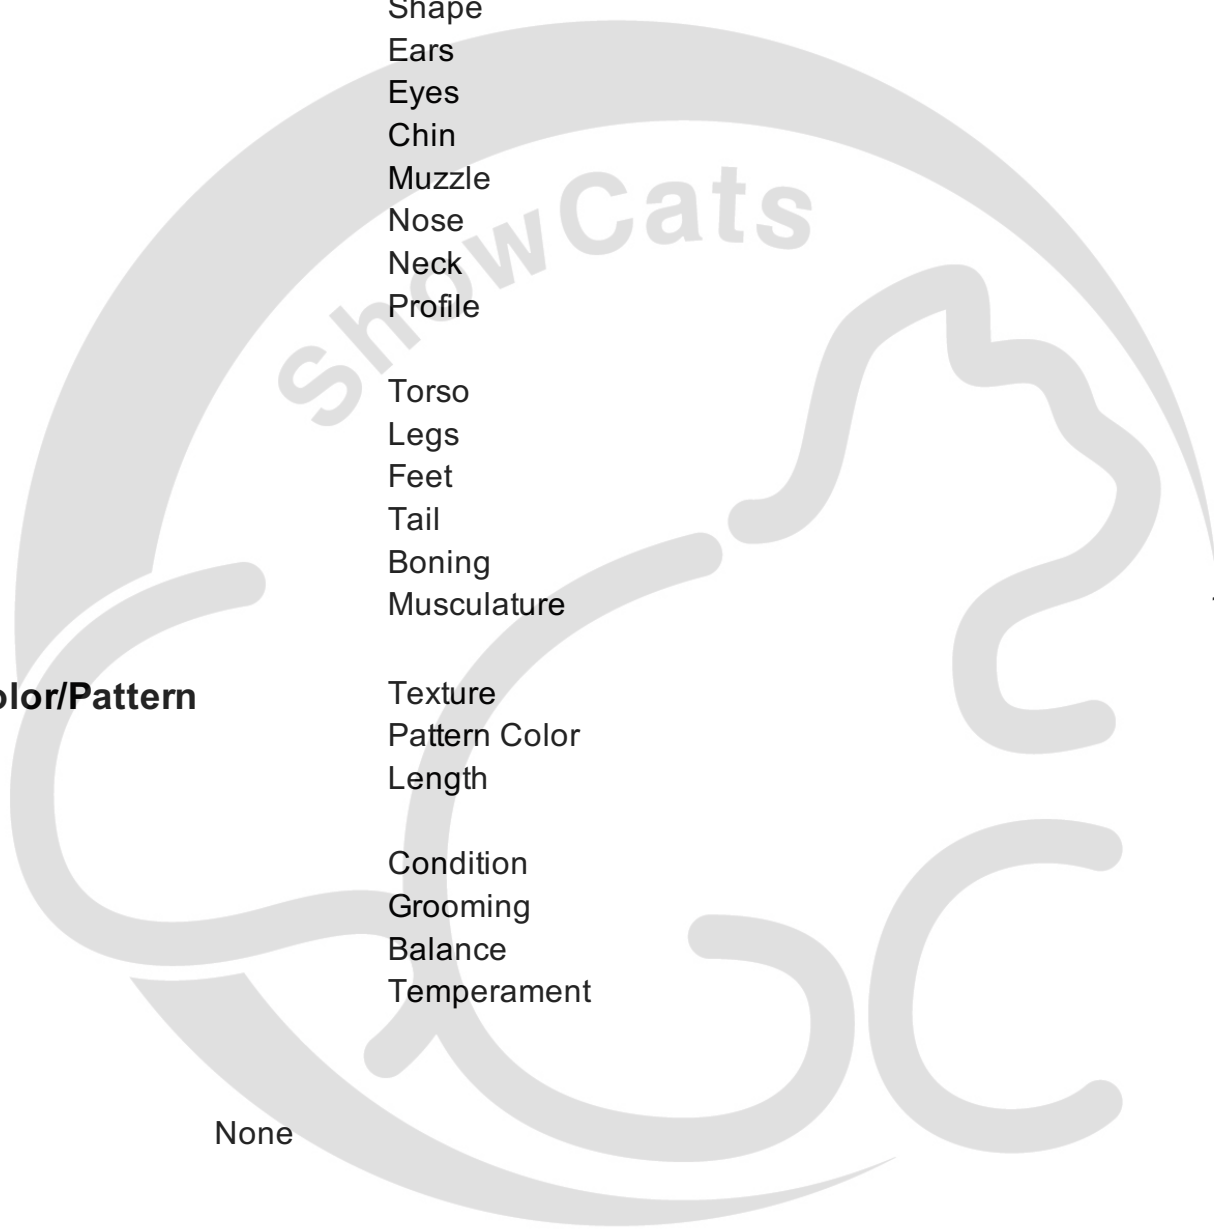 Shape
Ears
Eyes
Chin
Muzzle
Nose
Neck
Profile
ShowCats
Torso
Legs
Feet
Tail
Boning
Musculature
olor/Pattern Texture
Pattern Color
Length
Condition
Grooming
Balance
Temperament
None